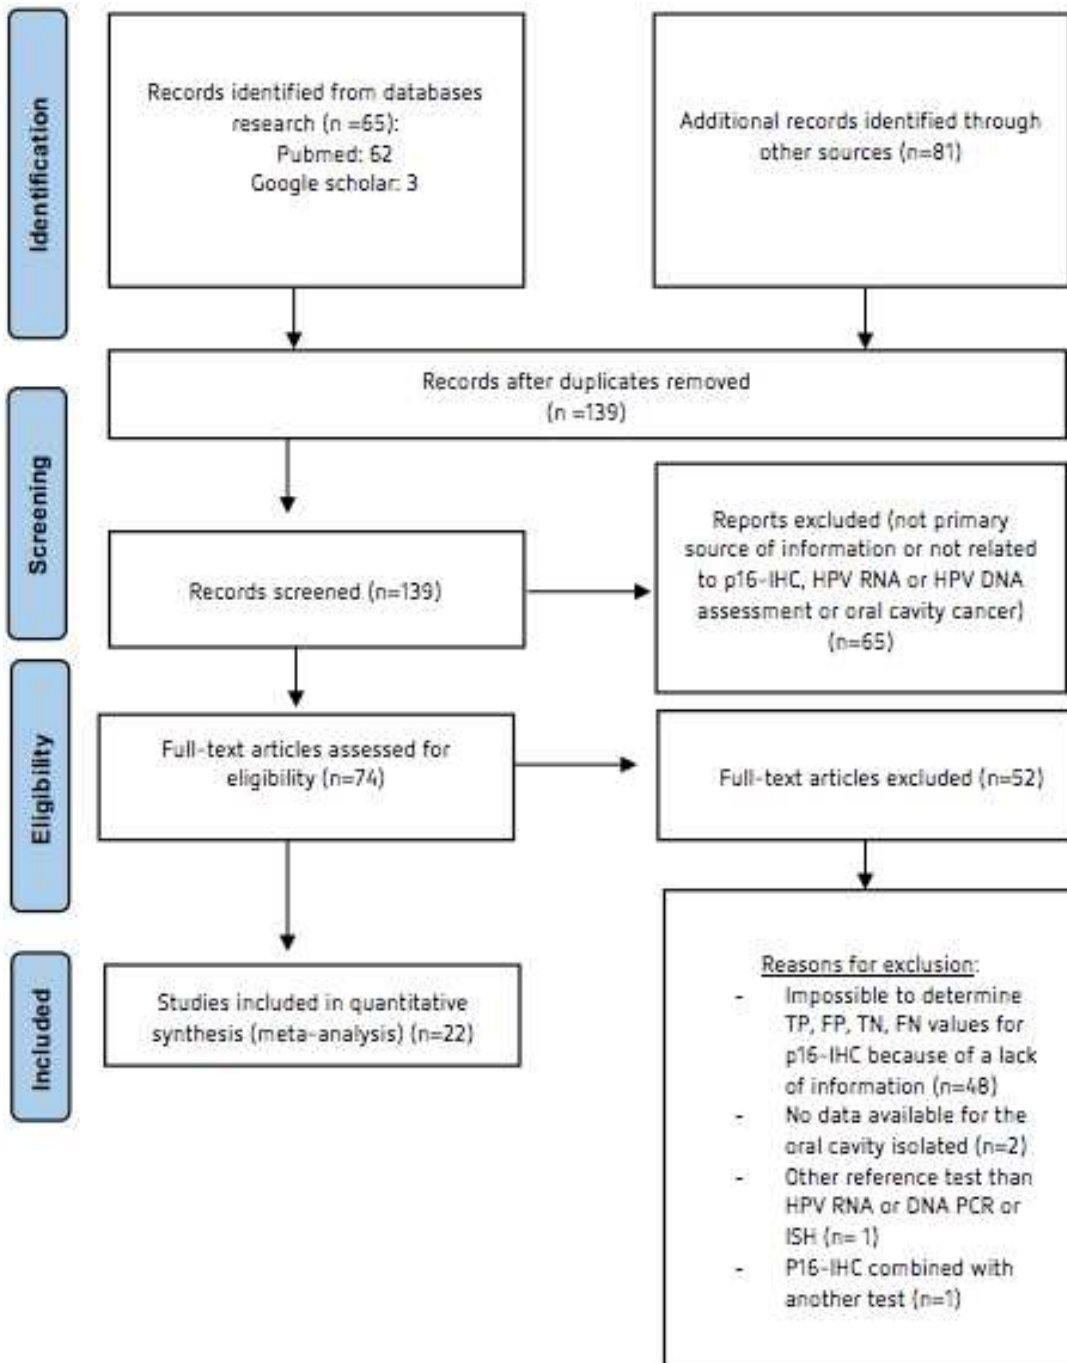 Identification
Records identified from databases
research (n =65):
Pubmed: 62
Google scholar: 3
Additional records identified through
other sources (n=81)
Records after duplicates removed
(n =139)
Screening
Records screened (n=139)
Reports excluded (not primary
source of information or not related
to p16-IHC, HPV RNA or HPV DNA
assessment or oral cavity cancer)
(n=65)
Eligibility
Full-text articles assessed for
eligibility (n=74)
Full-text articles excluded (n=52)
Included
Studies included in quantitative
synthesis (meta-analysis) (n=22)
Reasons for exclusion:
- Impossible to determine
TP, FP, TN, FN values for
p16-IHC because of a lack
of information (n=48)
- No data available for the
oral cavity isolated (n=2)
- Other reference test than
HPV RNA or DNA PCR or
ISH (n= 1)
- P16-IHC combined with
another test (n=1)